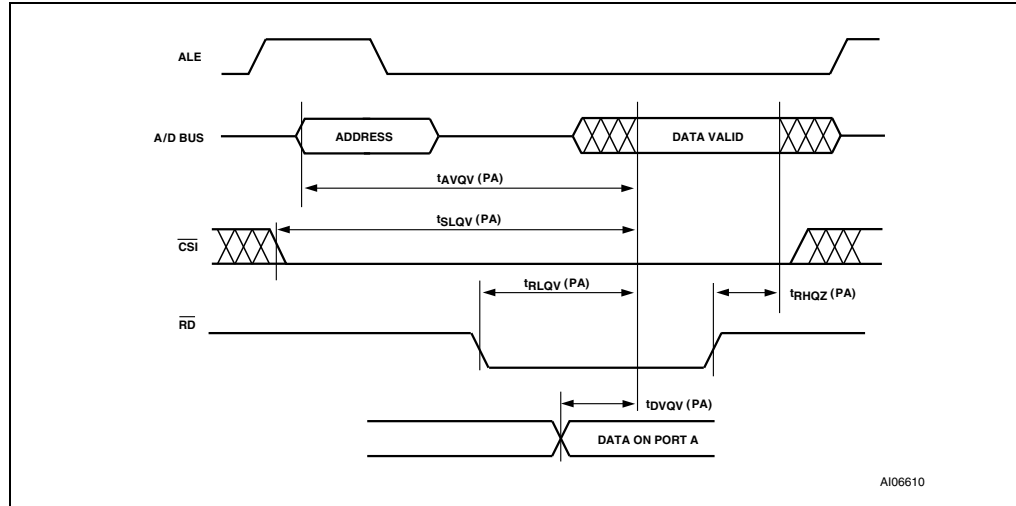 ALE
A/D BUS
ADDRESS
DATA VALID
tAVQV (PA)
tSLQV (PA)
CSI
tRLQV (PA)
tRHQZ (PA)
RD
tDVQV (PA)
DATA ON PORT A
AI06610